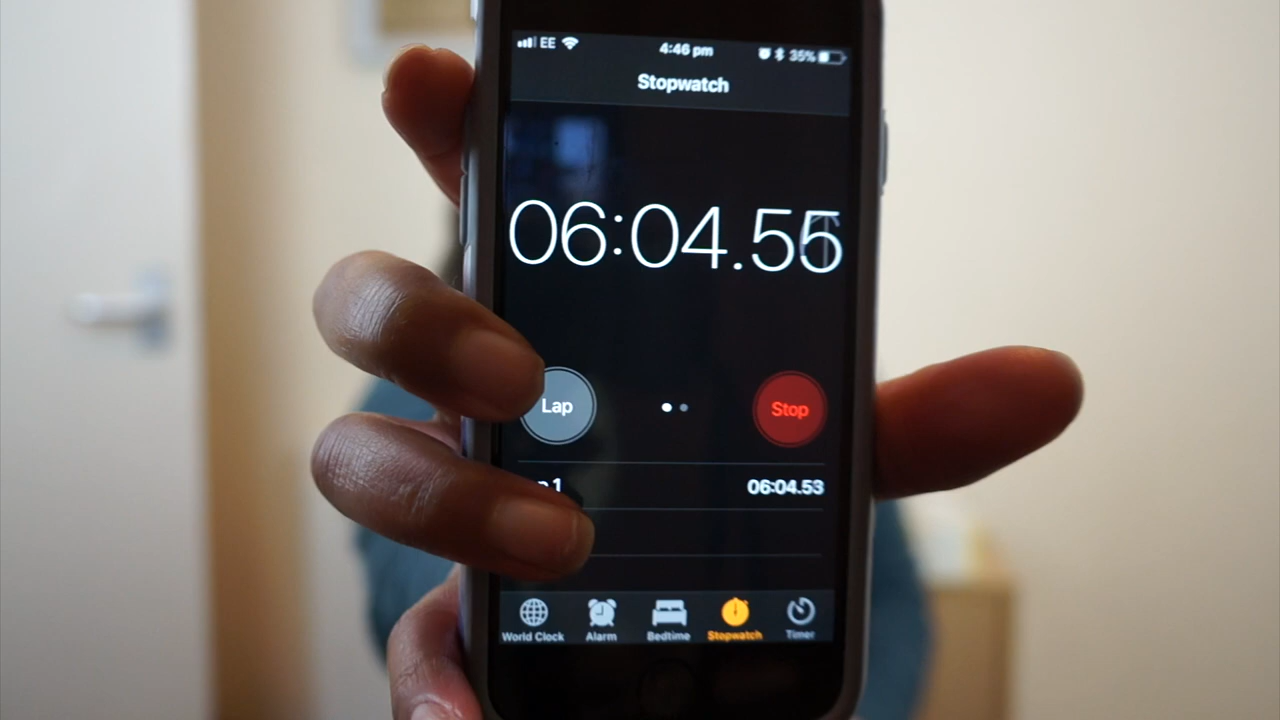 EE 4:46 pm 35%
Stopwatch
06:04.55
Lap Stop
1 06:04.53
World Clock Alarm Bedtime Stopwatch Timer